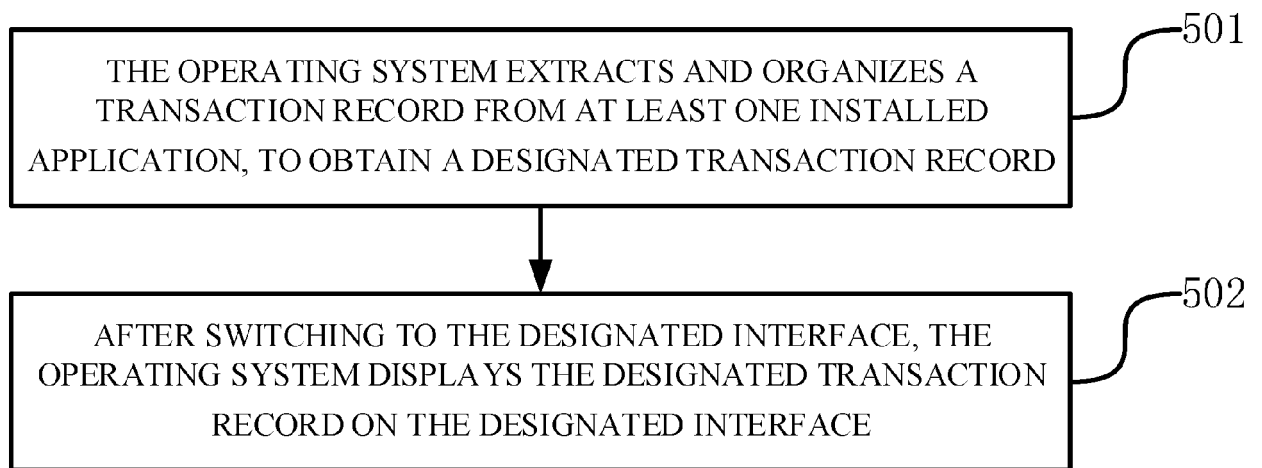 501
THE OPERATING SYSTEM EXTRACTS AND ORGANIZES A
TRANSACTION RECORD FROM AT LEAST ONE INSTALLED
APPLICATION, TO OBTAIN A DESIGNATED TRANSACTION RECORD
502
AFTER SWITCHING TO THE DESIGNATED INTERFACE, THE
OPERATING SYSTEM DISPLAYS THE DESIGNATED TRANSACTION
RECORD ON THE DESIGNATED INTERFACE